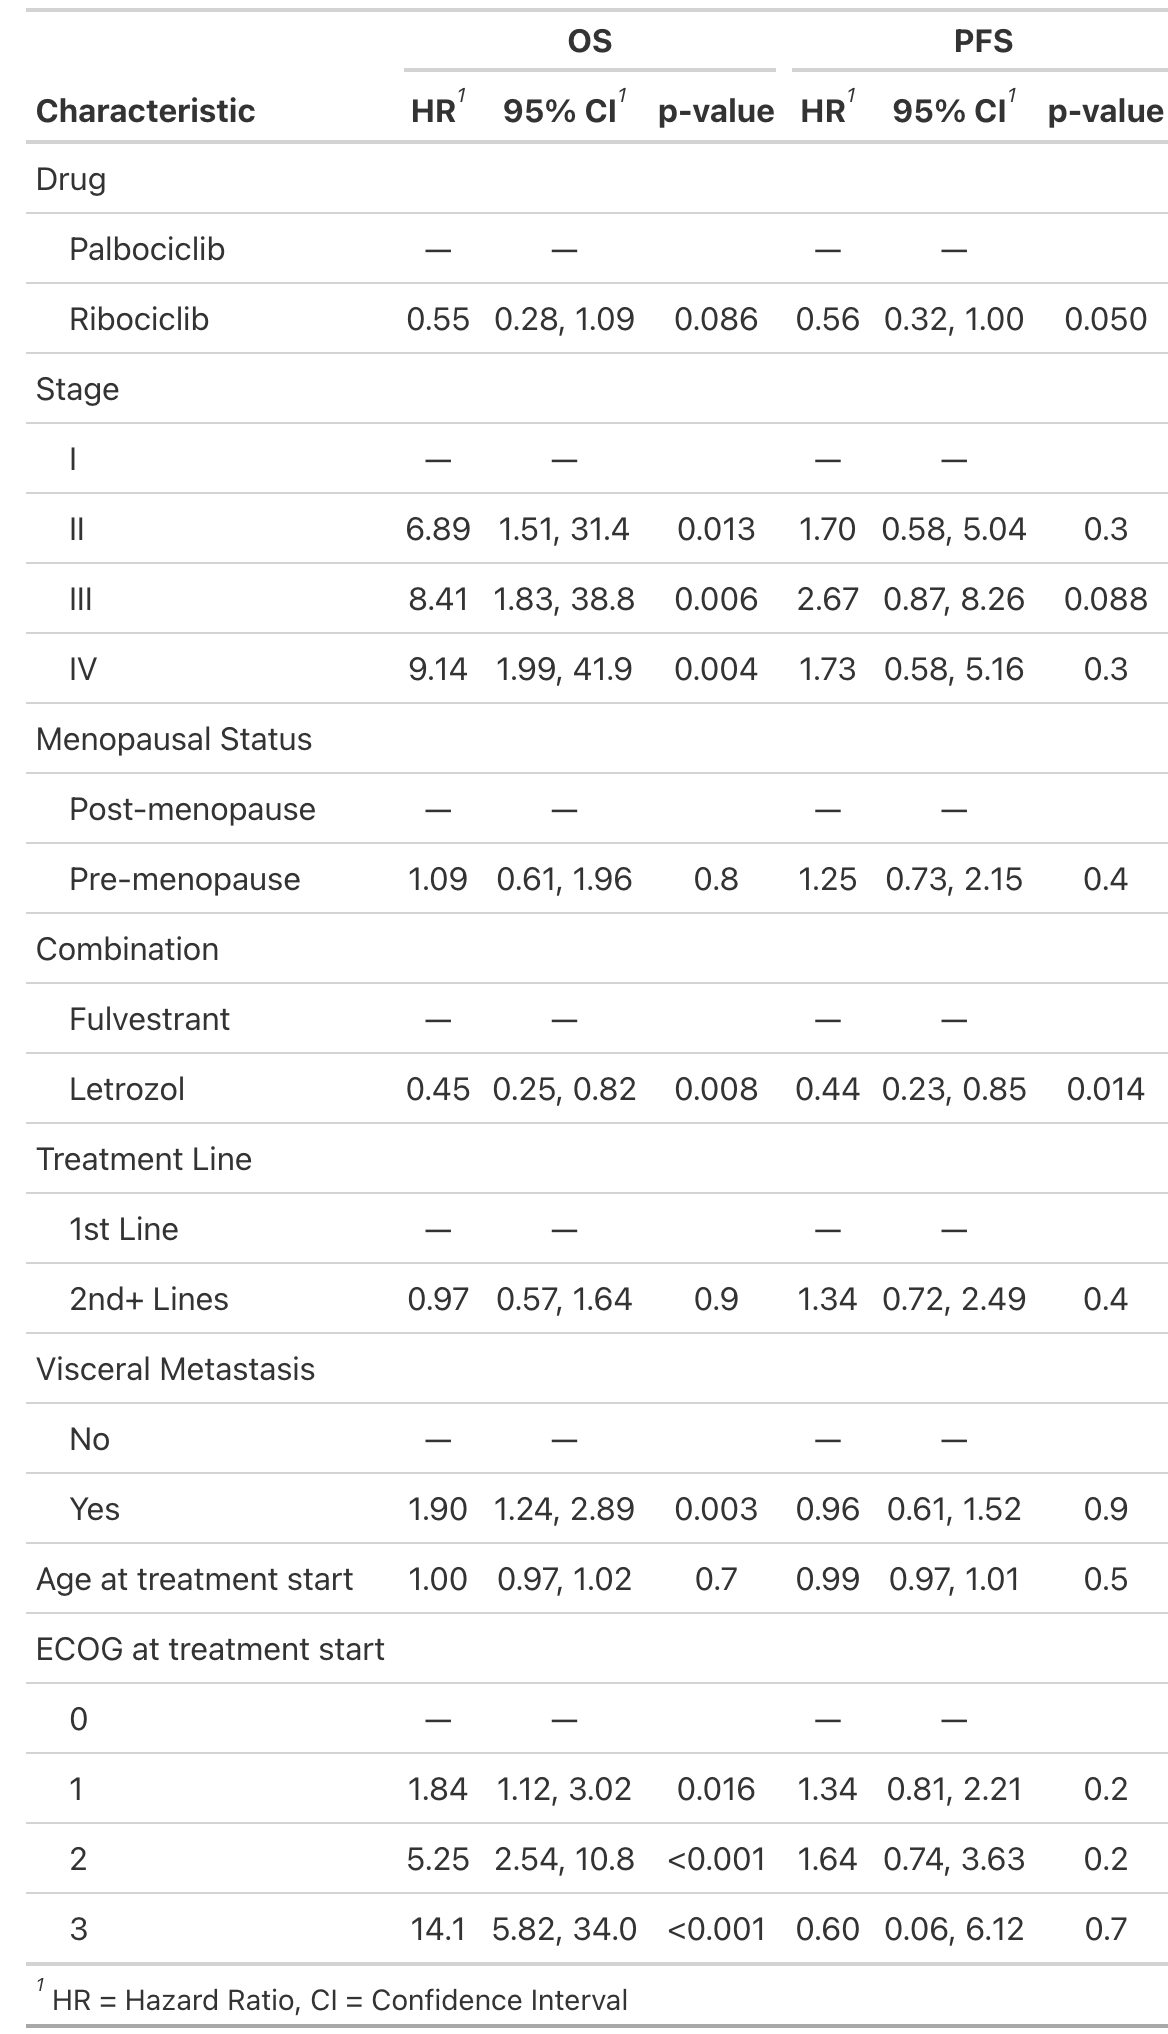 OS PFS
Characteristic HR¹ 95% CI¹ p-value HR¹ 95% CI¹ p-value
Drug
Palbociclib — — — —
Ribociclib 0.55 0.28, 1.09 0.086 0.56 0.32, 1.00 0.050
Stage
I — — — —
II 6.89 1.51, 31.4 0.013 1.70 0.58, 5.04 0.3
III 8.41 1.83, 38.8 0.006 2.67 0.87, 8.26 0.088
IV 9.14 1.99, 41.9 0.004 1.73 0.58, 5.16 0.3
Menopausal Status
Post-menopause — — — —
Pre-menopause 1.09 0.61, 1.96 0.8 1.25 0.73, 2.15 0.4
Combination
Fulvestrant — — — —
Letrozol 0.45 0.25, 0.82 0.008 0.44 0.23, 0.85 0.014
Treatment Line
1st Line — — — —
2nd+ Lines 0.97 0.57, 1.64 0.9 1.34 0.72, 2.49 0.4
Visceral Metastasis
No — — — —
Yes 1.90 1.24, 2.89 0.003 0.96 0.61, 1.52 0.9
Age at treatment start 1.00 0.97, 1.02 0.7 0.99 0.97, 1.01 0.5
ECOG at treatment start
0 — — — —
1 1.84 1.12, 3.02 0.016 1.34 0.81, 2.21 0.2
2 5.25 2.54, 10.8 <0.001 1.64 0.74, 3.63 0.2
3 14.1 5.82, 34.0 <0.001 0.60 0.06, 6.12 0.7
¹ HR = Hazard Ratio, CI = Confidence Interval